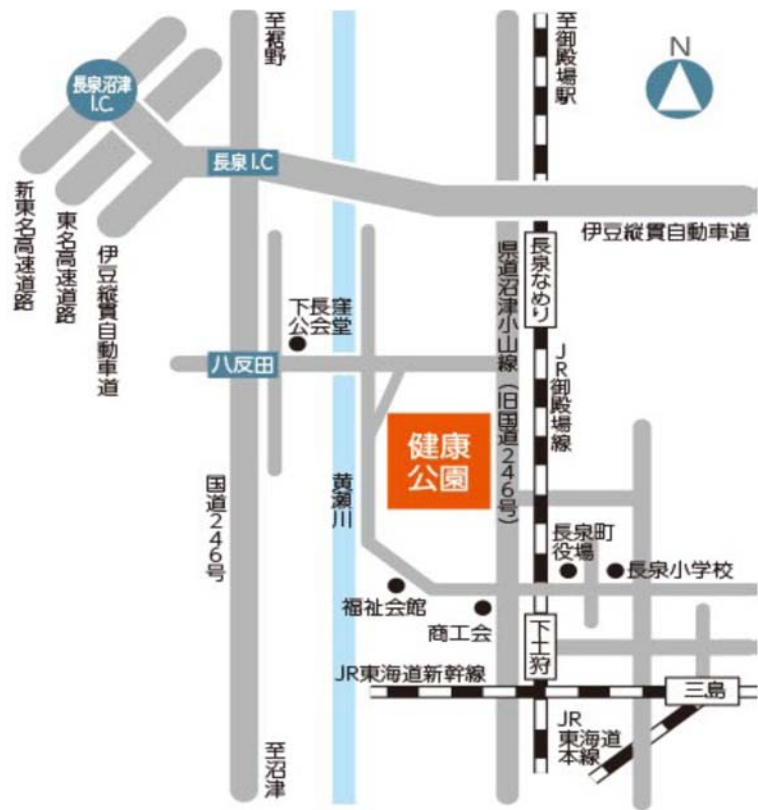 至裾野
至御殿場駅
N
長泉沼津
I.C.
長泉I.C
新東名高速道路
東名高速道路
伊豆縦貫自動車道
伊豆縦貫自動車道
長泉なめり
県道沼津小山線（旧国道246号）
下長窪
公会堂
八反田
JR御殿場線
健康
公園
国道246号
黄瀬川
長泉町
役場
長泉小学校
福祉会館
商工会
下土狩
JR東海道新幹線
三島
JR
東海道
本線
至沼津